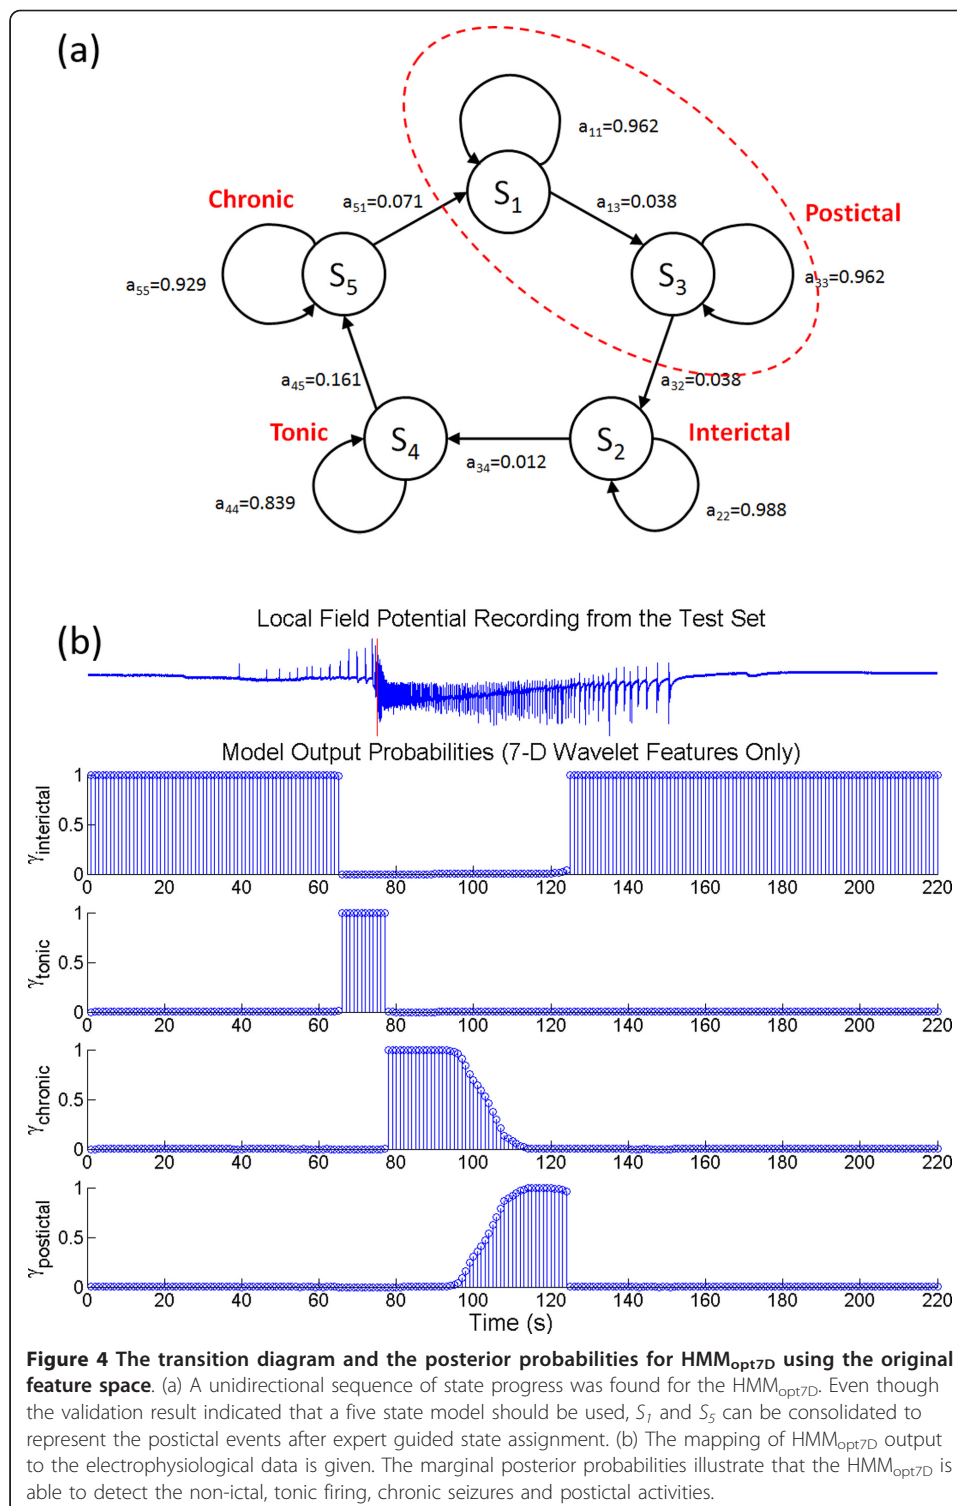 (a)
a11=0.962
S1
Chronic
a51=0.071
a13=0.038
Postictal
S5
S3
a55=0.929
a33=0.962
a45=0.161
a32=0.038
Tonic
S4
S2
Interictal
a34=0.012
a44=0.839
a22=0.988
(b)
Local Field Potential Recording from the Test Set
Model Output Probabilities (7-D Wavelet Features Only)
γinterictal
1
0.5
0
0 20 40 60 80 100 120 140 160 180 200 220
γtonic
1
0.5
0
0 20 40 60 80 100 120 140 160 180 200 220
γchronic
1
0.5
0
0 20 40 60 80 100 120 140 160 180 200 220
γpostictal
1
0.5
0
0 20 40 60 80 100 120 140 160 180 200 220
Time (s)
Figure 4 The transition diagram and the posterior probabilities for HMMopt7D using the original
feature space. (a) A unidirectional sequence of state progress was found for the HMMopt7D. Even though
the validation result indicated that a five state model should be used, S1 and S5 can be consolidated to
represent the postictal events after expert guided state assignment. (b) The mapping of HMMopt7D output
to the electrophysiological data is given. The marginal posterior probabilities illustrate that the HMMopt7D is
able to detect the non-ictal, tonic firing, chronic seizures and postictal activities.